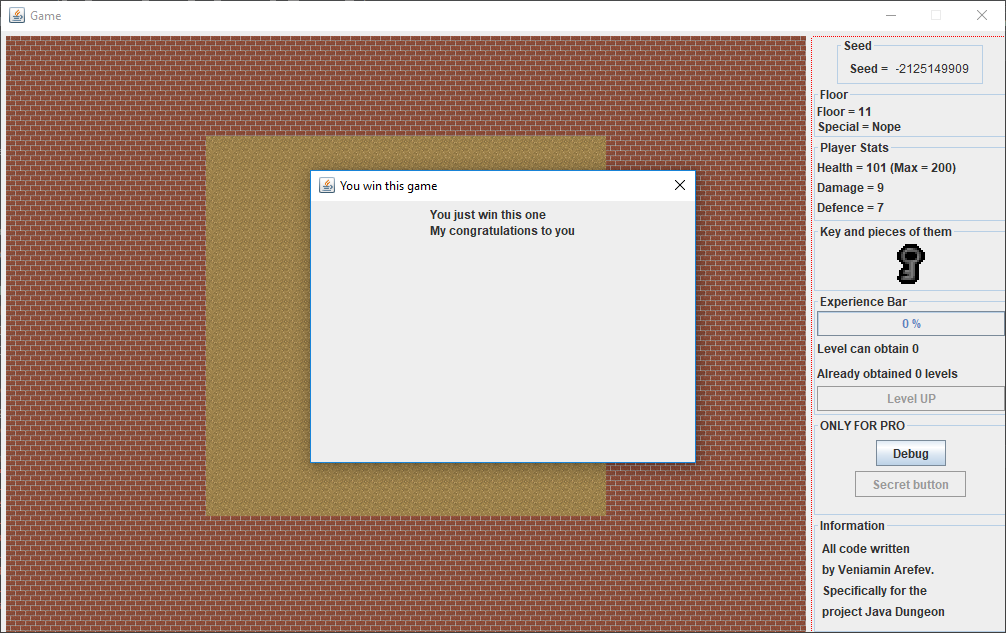 Game
Seed
Seed = -2125149909
Floor
Floor = 11
Special = Nope
Player Stats
Health = 101 (Max = 200)
Damage = 9
Defence = 7
Key and pieces of them
Experience Bar
0 %
Level can obtain 0
Already obtained 0 levels
Level UP
ONLY FOR PRO
Debug
Secret button
Information
All code written
by Veniamin Arefev.
Specifically for the
project Java Dungeon
You win this game
You just win this one
My congratulations to you